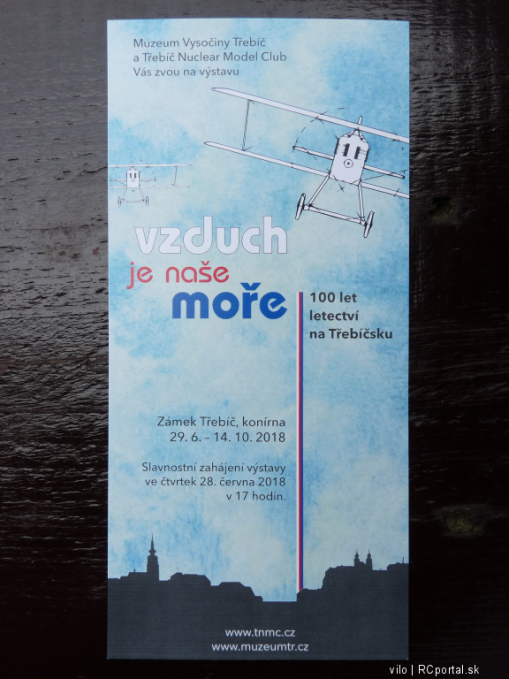 Muzeum Vysočiny Třebíč
a Třebíč Nuclear Model Club
Vás zvou na výstavu
vzduch
je naše
moře
100 let
letectví
na Třebíčsku
Zámek Třebíč, konírna
29. 6. – 14. 10. 2018
Slavnostní zahájení výstavy
ve čtvrtek 28. června 2018
v 17 hodin.
www.tnmc.cz
www.muzeumtr.cz
vilo | RCportal.sk